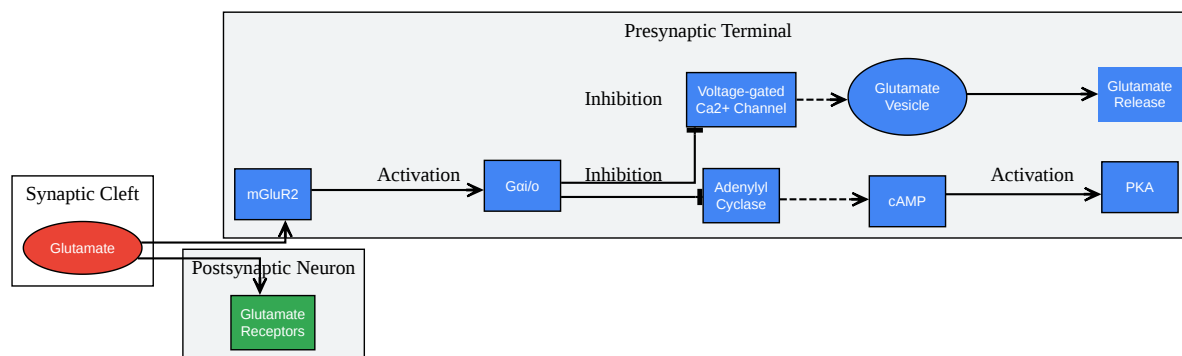 Presynaptic Terminal
Inhibition
Voltage-gated
Ca2+ Channel
Glutamate
Vesicle
Glutamate
Release
mGluR2
Activation
Gαi/o
Inhibition
Adenylyl
Cyclase
cAMP
Activation
PKA
Synaptic Cleft
Glutamate
Postsynaptic Neuron
Glutamate
Receptors